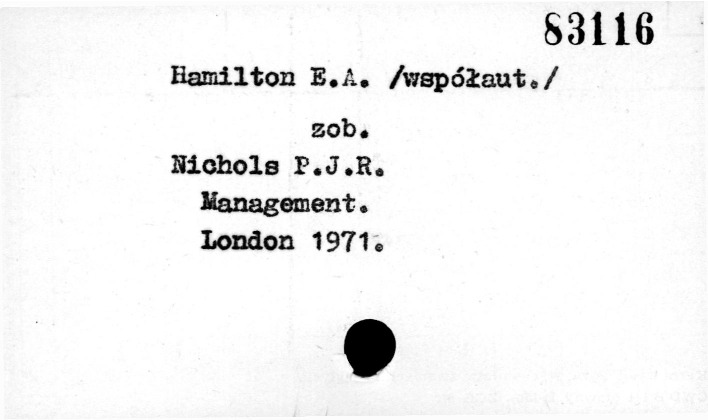 83116
Hamilton E.A. /współaut./
zob.
Nichols P.J.R.
Management.
London 1971.